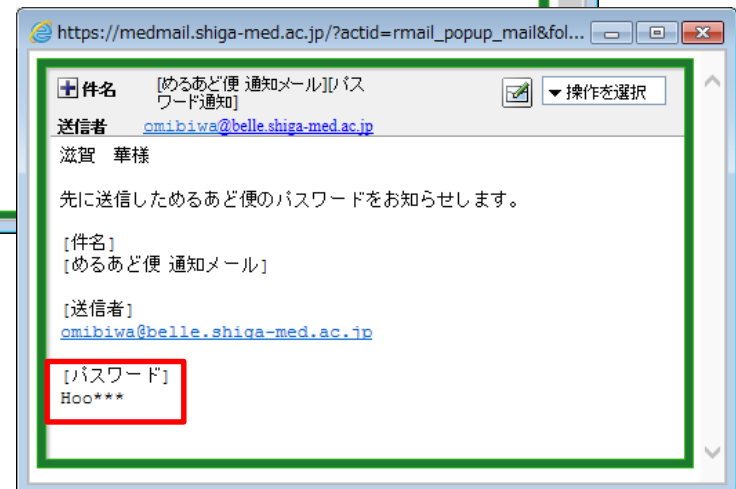 https://medmail.shiga-med.ac.jp/?actid=rmail_popup_mail&fol...
件名 [めるあど便 通知メール][パス
ワード通知]
▼操作を選択
送信者 omibiwa@belle.shiga-med.ac.jp
滋賀 華様
先に送信しためるあど便のパスワードをお知らせします。
[件名]
[めるあど便 通知メール]
[送信者]
omibiwa@belle.shiga-med.ac.jp
[パスワード]
Hoo***